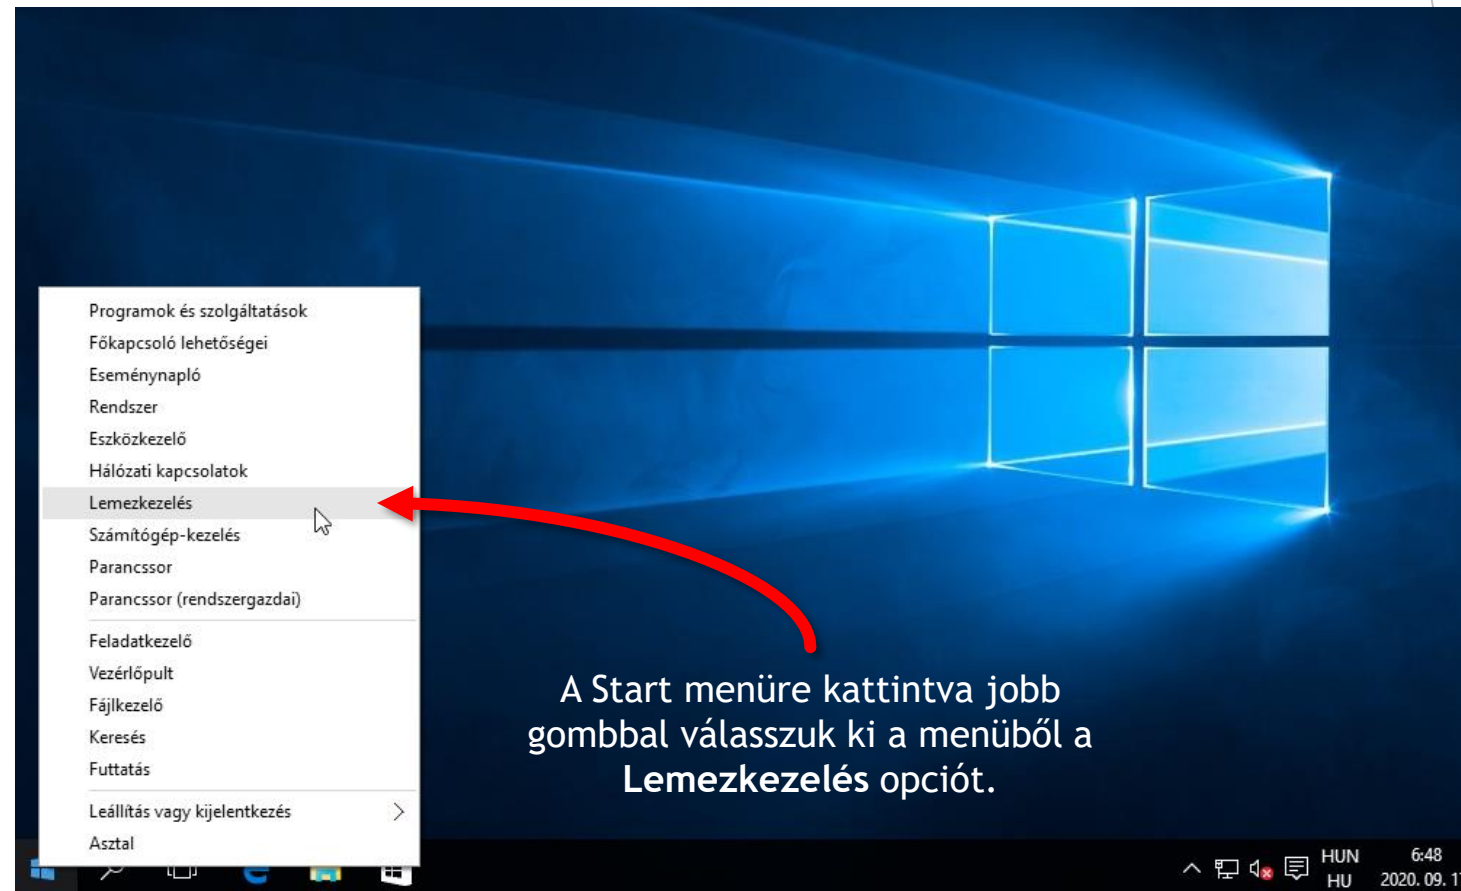 Programok és szolgáltatások
Főkapcsoló lehetőségei
Eseménynapló
Rendszer
Eszközkezelő
Hálózati kapcsolatok
Lemezkezelés
Számítógép-kezelés
Parancssor
Parancssor (rendszergazdai)
Feladatkezelő
Vezérlőpult
Fájlkezelő
Keresés
Futtatás
Leállítás vagy kijelentkezés
Asztal
A Start menüre kattintva jobb
gombbal válasszuk ki a menüből a
Lemezkezelés opciót.
HUN 6:48
HU 2020. 09.